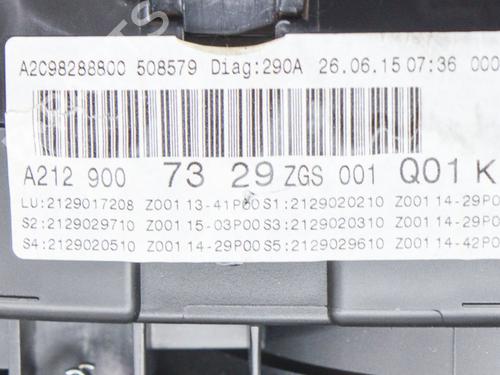 A2C98288800 508579 Diag:290A 26.06.15 07:36 000
A212 900 73 29 ZGS 001 Q01 K
LU:2129017208 Z001 13-41P00 S1:2129020210 Z001 14-29P0
S2:2129029710 Z001 15-03P00 S3:2129020310 Z001 14-29P0
S4:2129020510 Z001 14-29P00 S5:2129029610 Z001 14-42P0